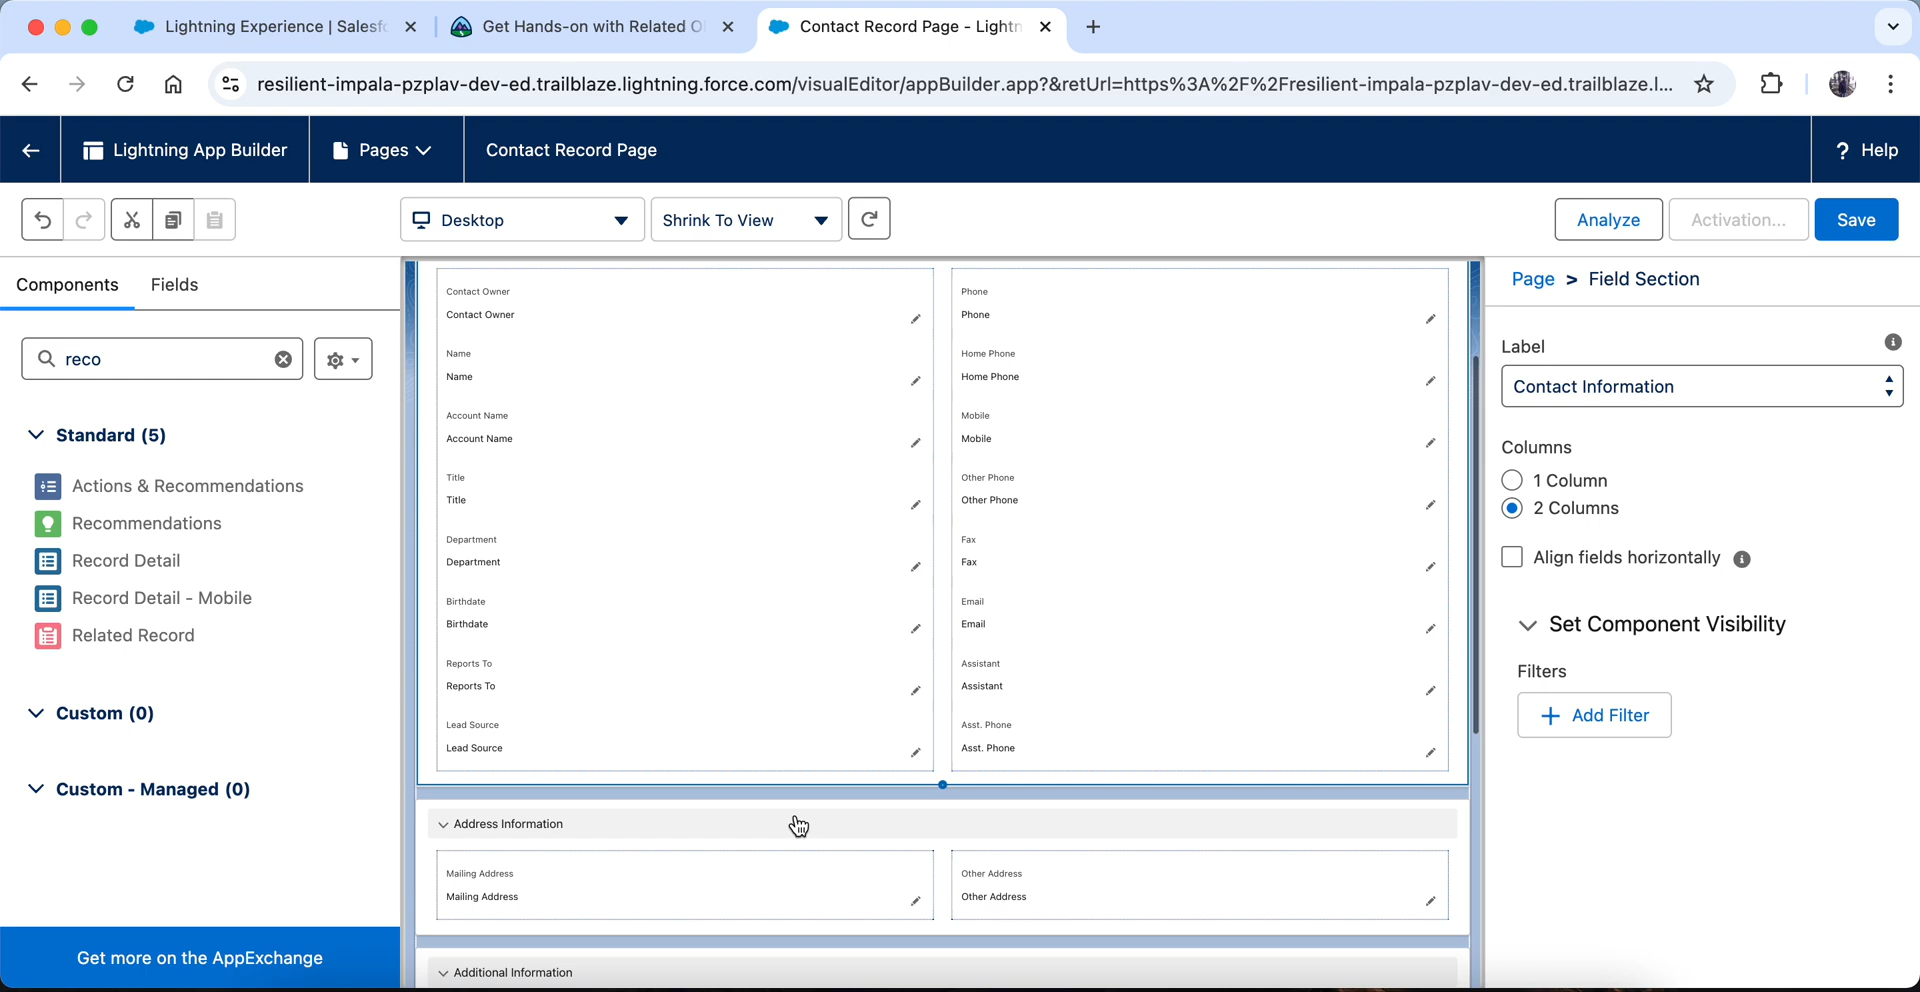 Lightning Experience | Salesf
Get Hands-on with Related O
Contact Record Page - Lightn
resilient-impala-pzplav-dev-ed.trailblaze.lightning.force.com/visualEditor/appBuilder.app?&retUrl=https%3A%2F%2Fresilient-impala-pzplav-dev-ed.trailblaze.l...
Lightning App Builder
Pages
Contact Record Page
? Help
Desktop
Shrink To View
Analyze
Activation...
Save
Components
Fields
reco
Standard (5)
Actions & Recommendations
Recommendations
Record Detail
Record Detail - Mobile
Related Record
Custom (0)
Custom - Managed (0)
Get more on the AppExchange
Contact Owner
Contact Owner
Name
Name
Account Name
Account Name
Title
Title
Department
Department
Birthdate
Birthdate
Reports To
Reports To
Lead Source
Lead Source
Phone
Phone
Home Phone
Home Phone
Mobile
Mobile
Other Phone
Other Phone
Fax
Fax
Email
Email
Assistant
Assistant
Asst. Phone
Asst. Phone
Address Information
Mailing Address
Mailing Address
Other Address
Other Address
Additional Information
Page > Field Section
Label
Contact Information
Columns
1 Column
2 Columns
Align fields horizontally
Set Component Visibility
Filters
+ Add Filter